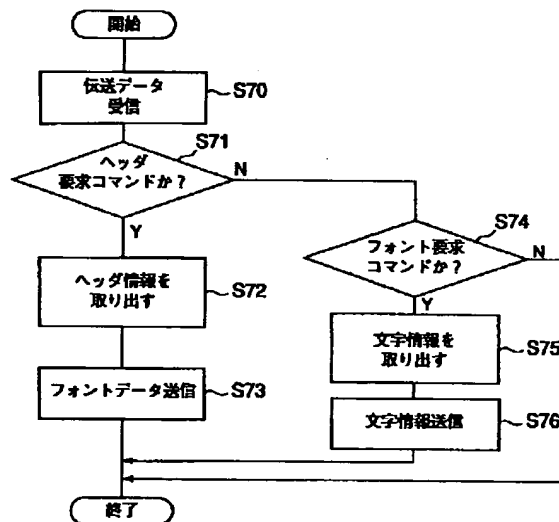 開始
伝送データ
受信
S70
S71
ヘッダ
要求コマンドか?
N
Y
S74
フォント要求
コマンドか?
N
Y
ヘッダ情報を
取り出す
S72
文字情報を
取り出す
S75
フォントデータ送信
S73
文字情報送信
S76
終了